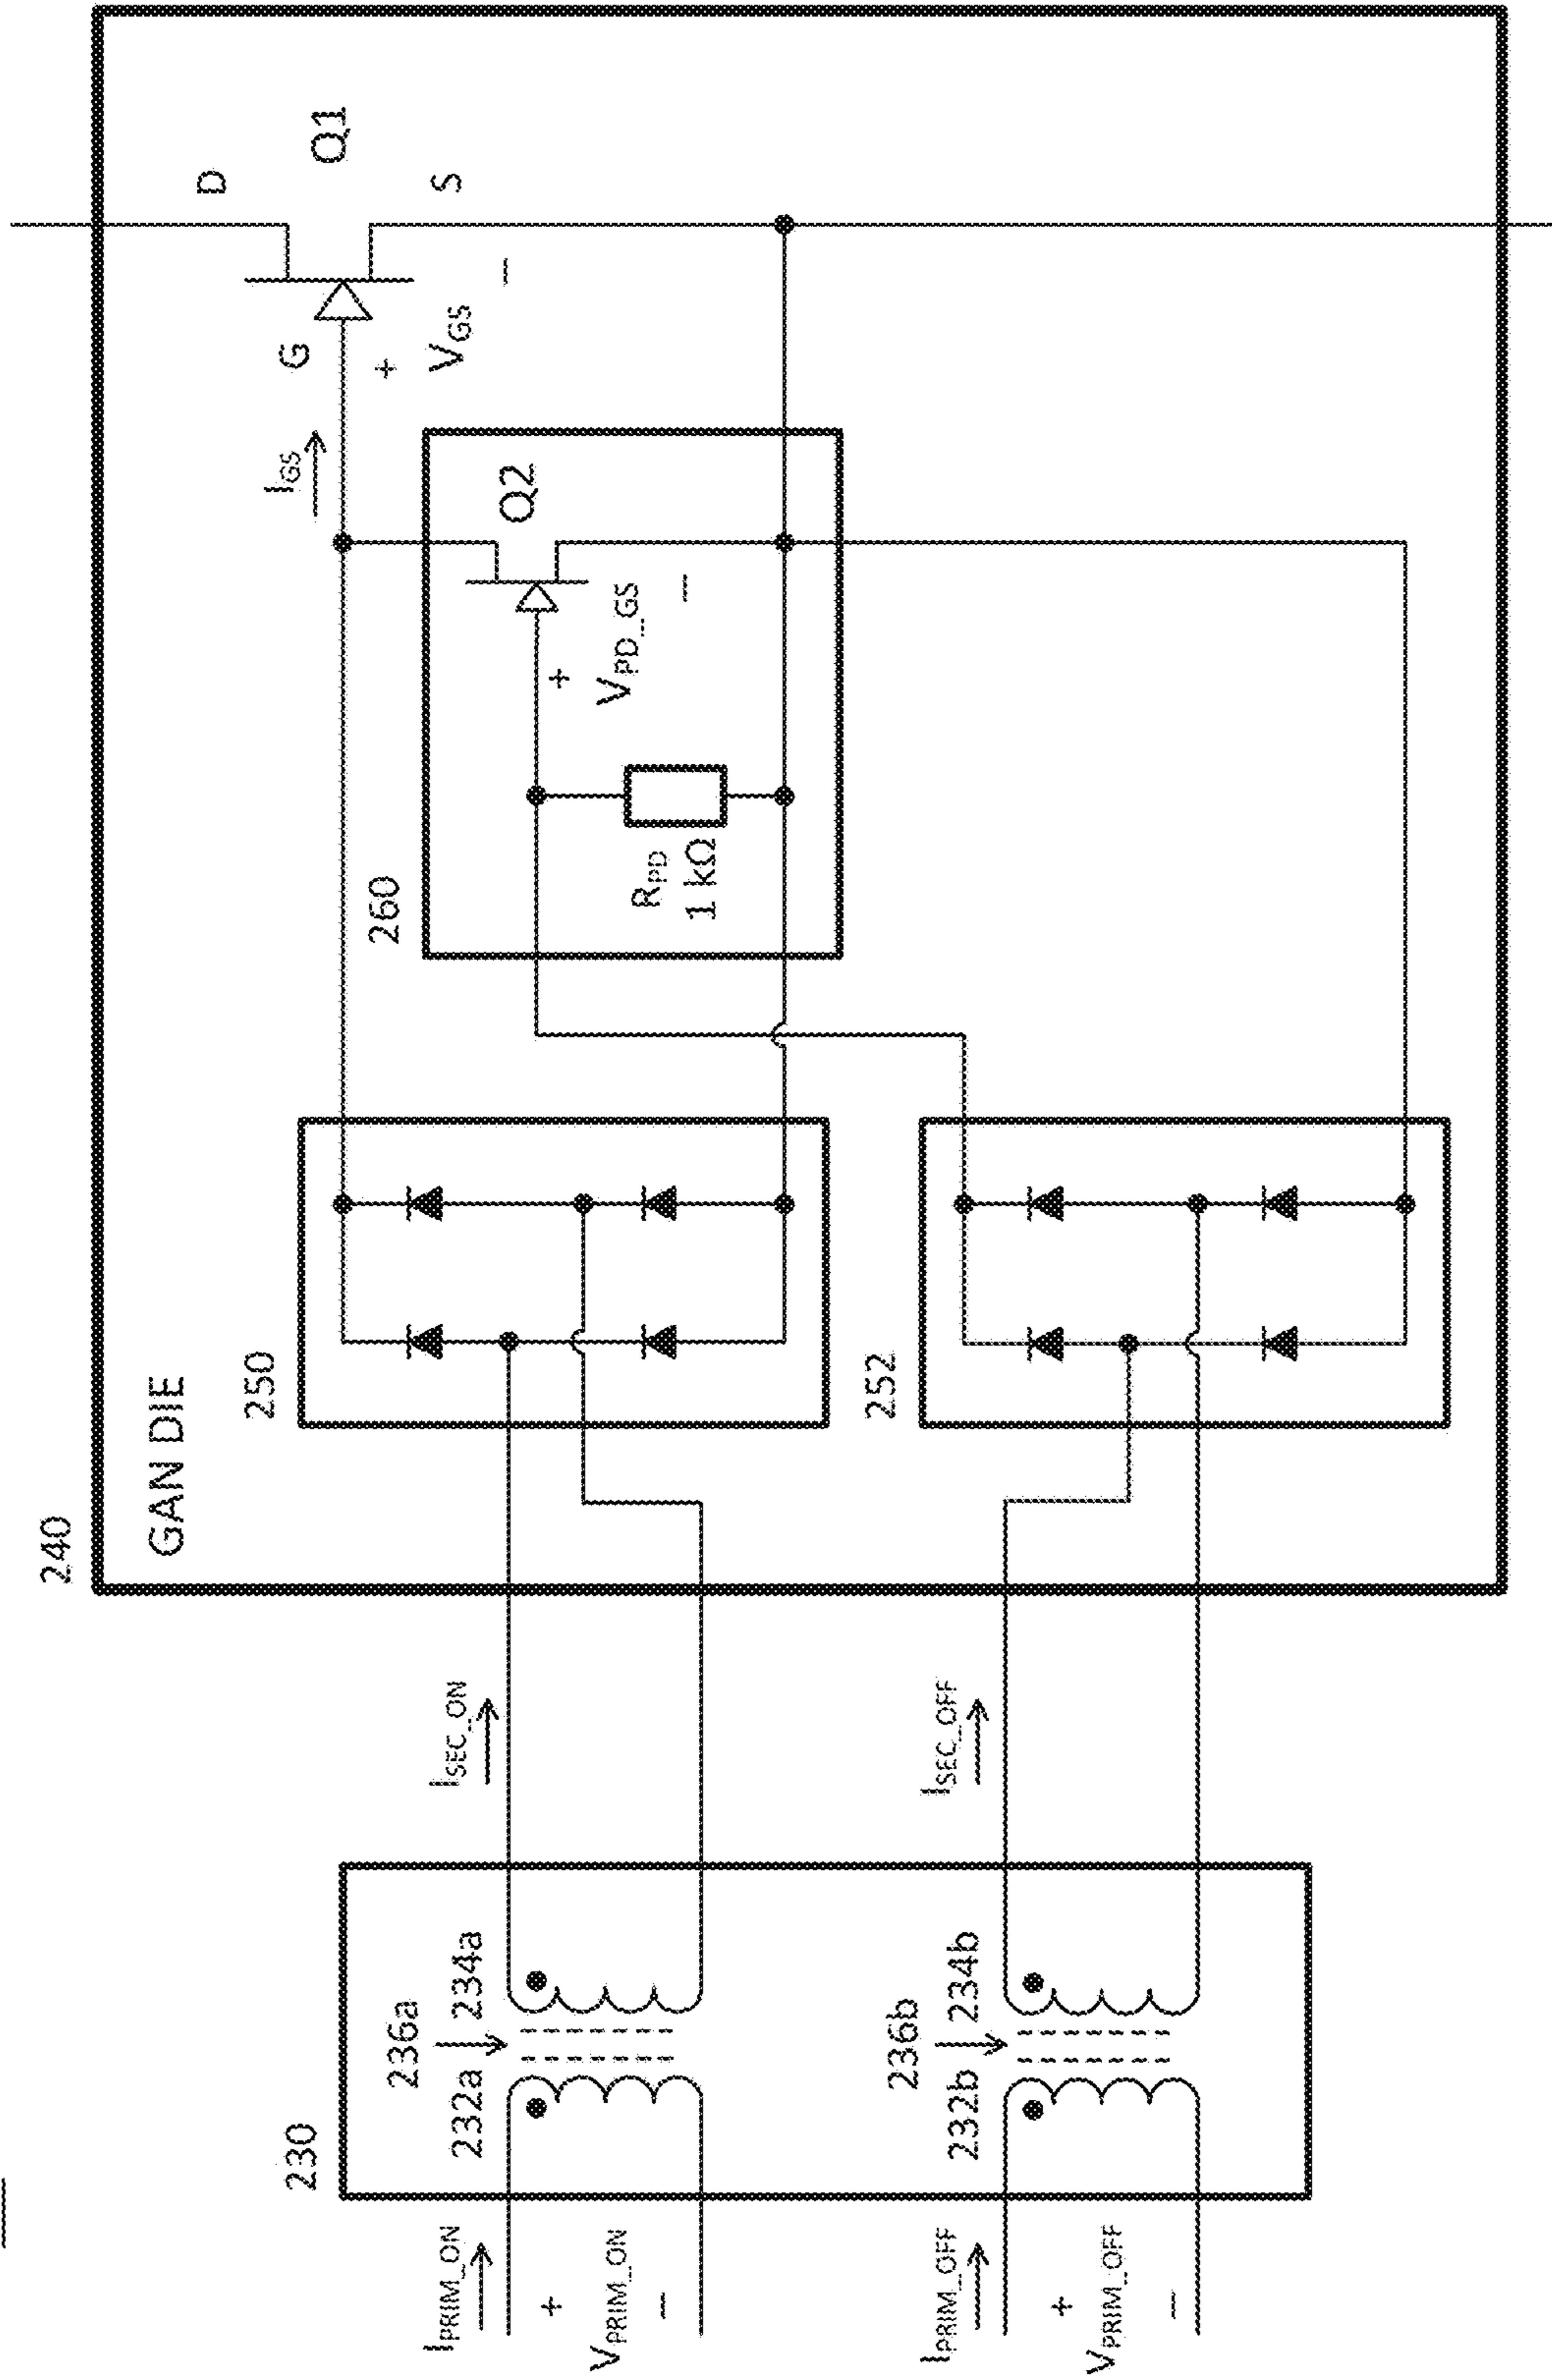 240
GAN DIE
D
Q1
S
G
+
V_GS
−
I_GS
260
Q2
+
V_PD_GS
−
R_PD
1 kΩ
250
252
I_SEC_ON
I_SEC_OFF
230
236a
232a
234a
236b
232b
234b
I_PRIM_ON
+
V_PRIM_ON
−
I_PRIM_OFF
+
V_PRIM_OFF
−